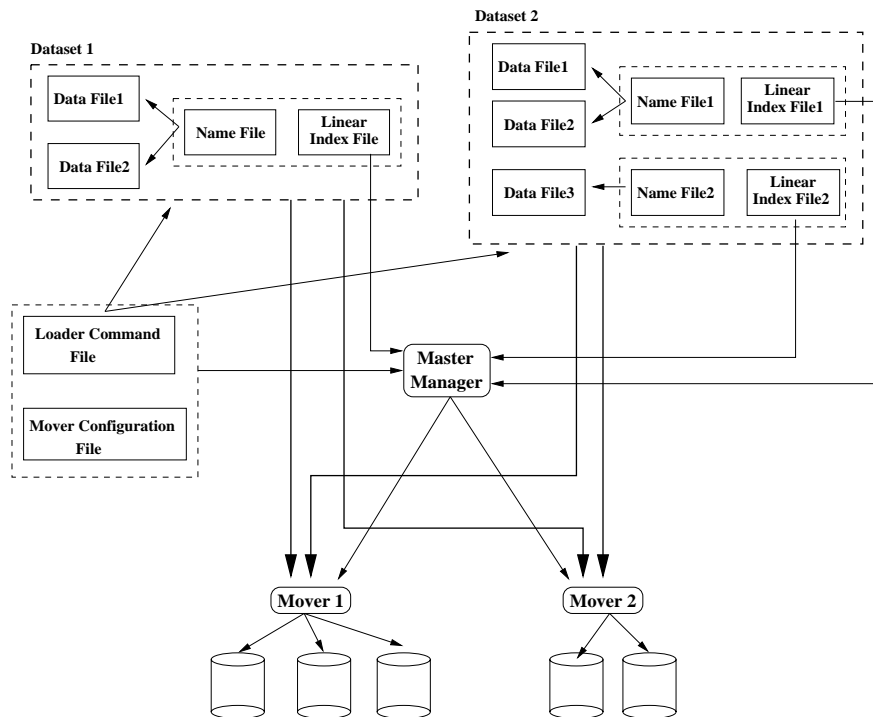 Dataset 1
Data File1
Data File2
Name File
Linear
Index File
Dataset 2
Data File1
Data File2
Data File3
Name File1
Linear
Index File1
Name File2
Linear
Index File2
Loader Command
File
Mover Configuration
File
Master
Manager
Mover 1
Mover 2